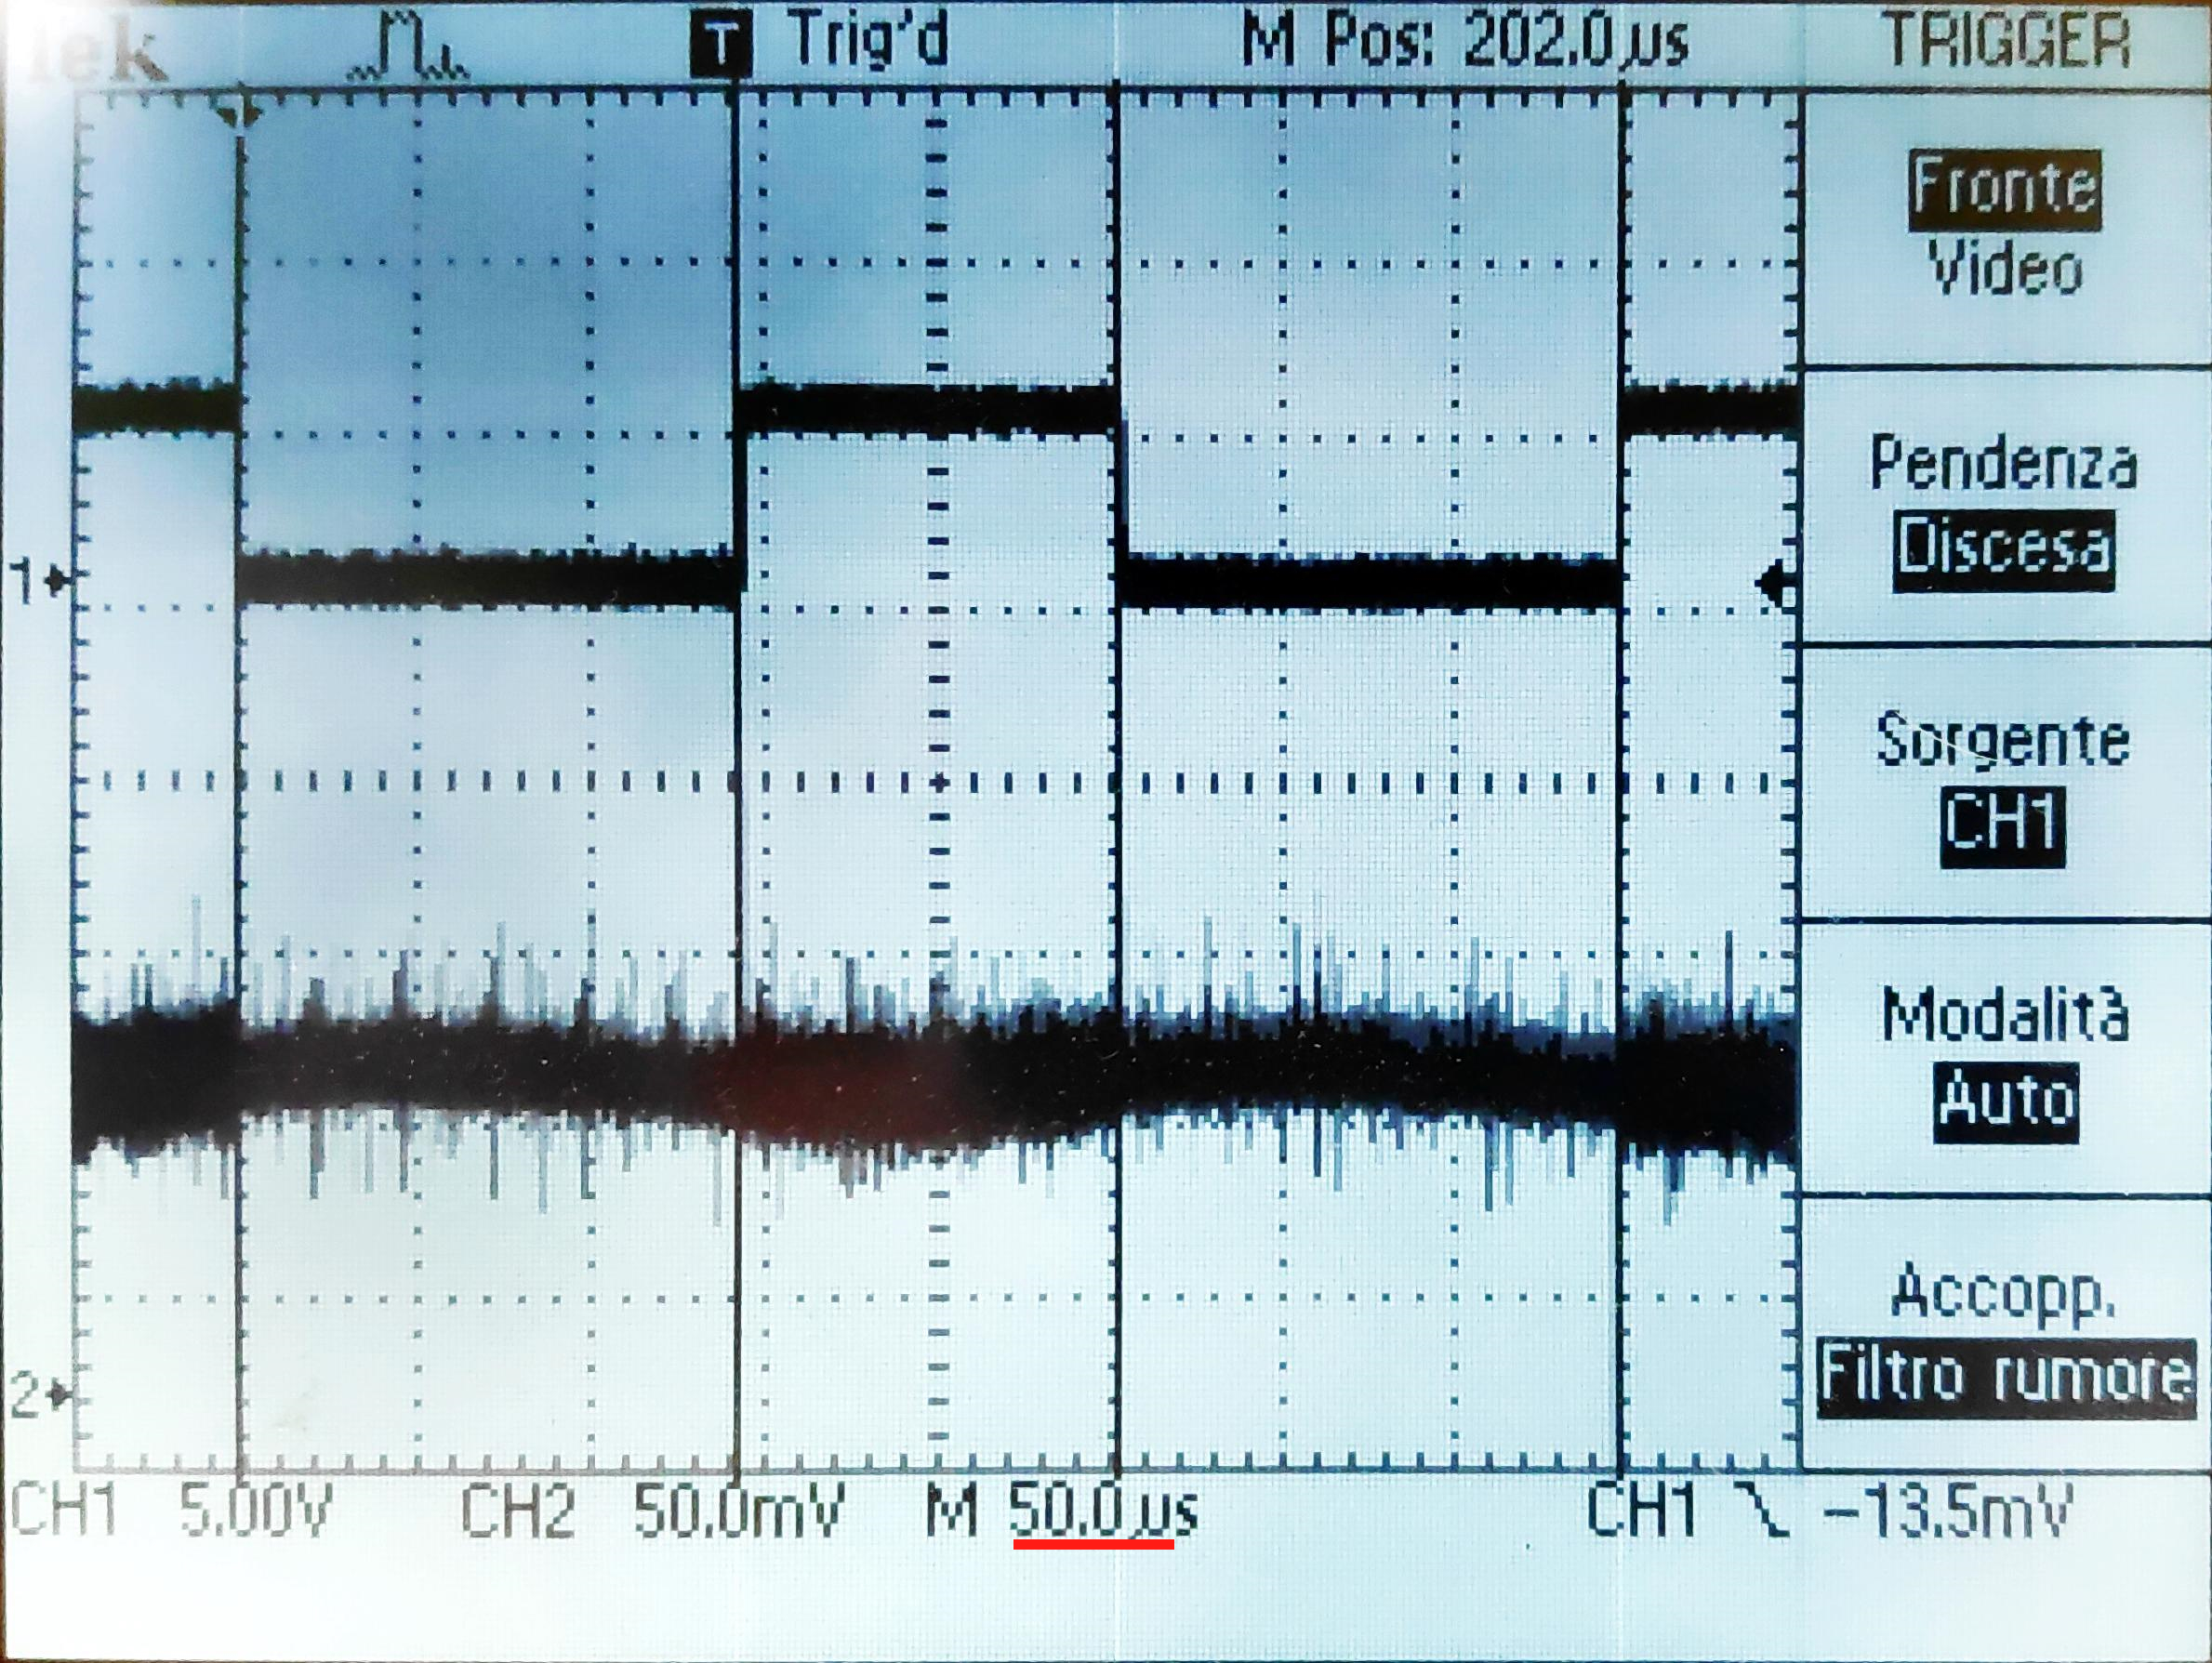 Tek T Trig'd M Pos: 202.0µs TRIGGER
Fronte
Video
Pendenza
Discesa
Sorgente
CH1
Modalità
Auto
Accopp.
Filtro rumore
1
2
CH1 5.00V CH2 50.0mV M 50.0µs CH1 -13.5mV